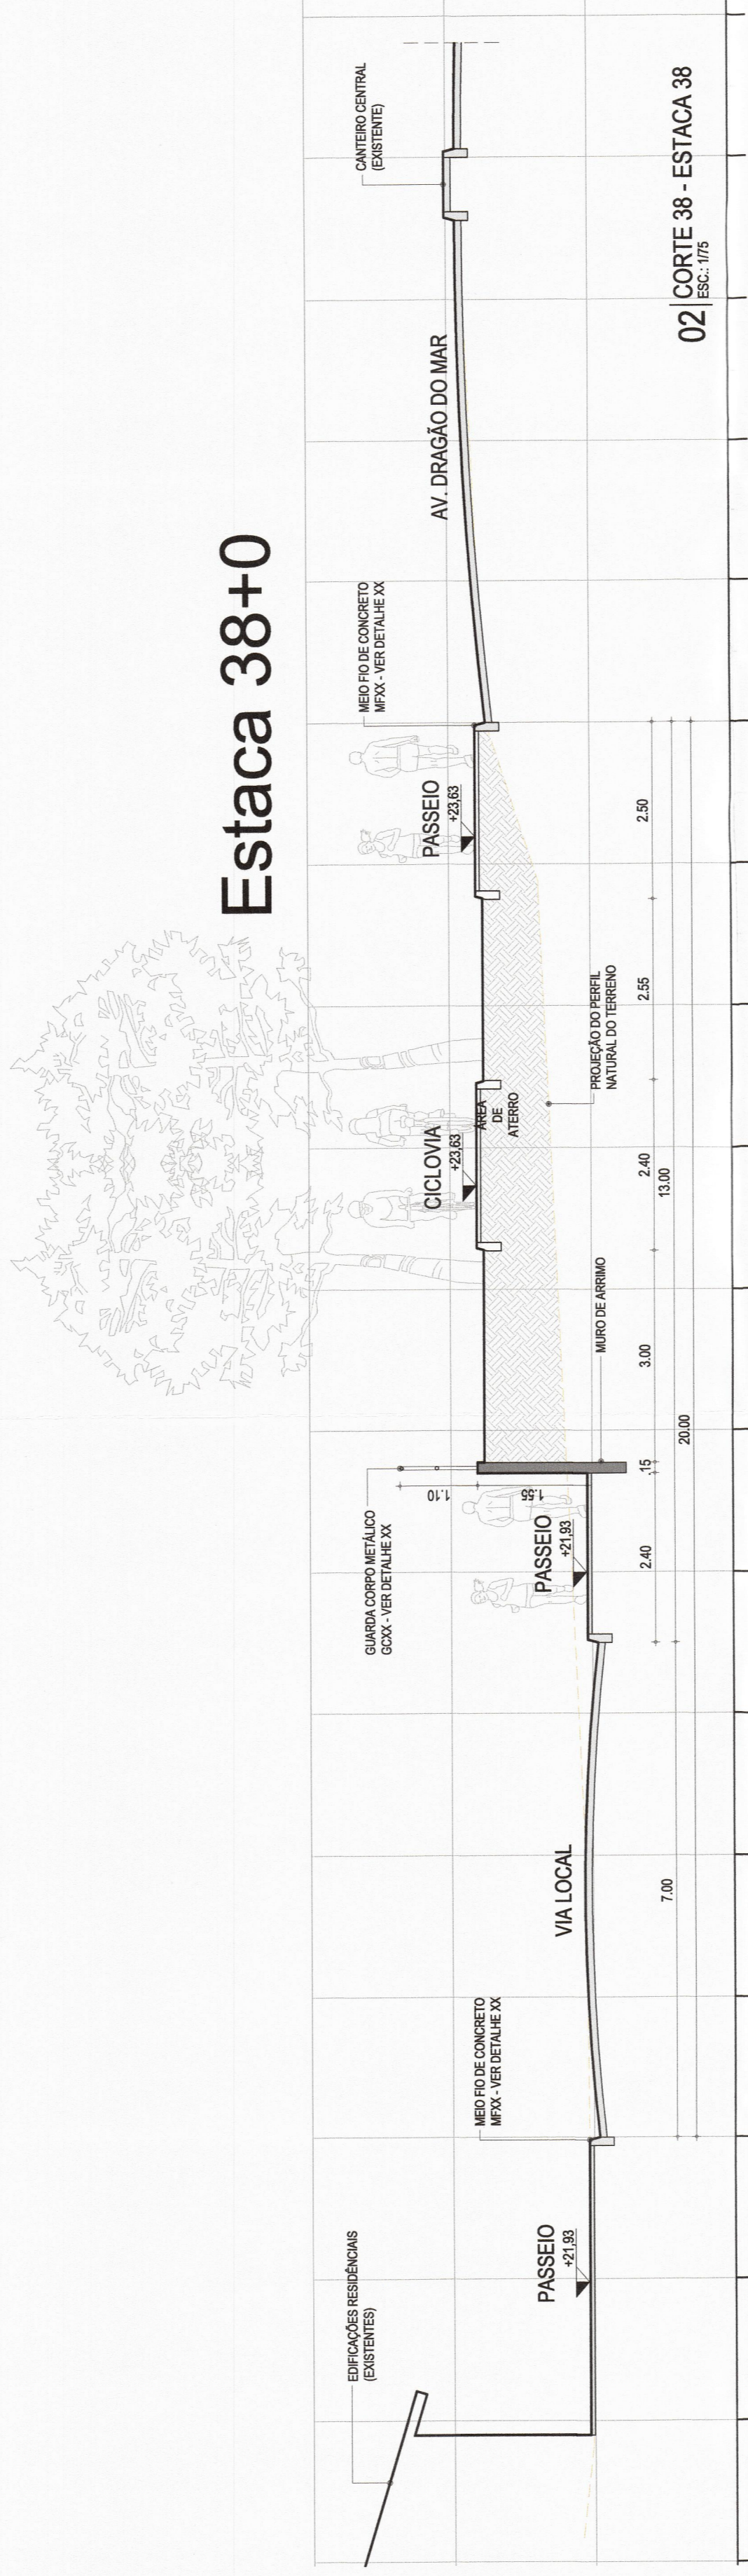 Estaca 38+0
EDIFICAÇÕES RESIDÊNCIAIS
(EXISTENTES)
PASSEIO
+21,93
MEIO FIO DE CONCRETO
MFXX - VER DETALHE XX
VIA LOCAL
7.00
GUARDA CORPO METÁLICO
GCXX - VER DETALHE XX
PASSEIO
+21,93
1.10
1.55
2.40
.15
20.00
MURO DE ARRIMO
3.00
CICLOVIA
+23,63
ÁREA
DE
ATERRO
2.40
13.00
PROJEÇÃO DO PERFIL
NATURAL DO TERRENO
2.55
PASSEIO
+23,63
2.50
MEIO FIO DE CONCRETO
MFXX - VER DETALHE XX
AV. DRAGÃO DO MAR
CANTEIRO CENTRAL
(EXISTENTE)
02 CORTE 38 - ESTACA 38
ESC.: 1/75